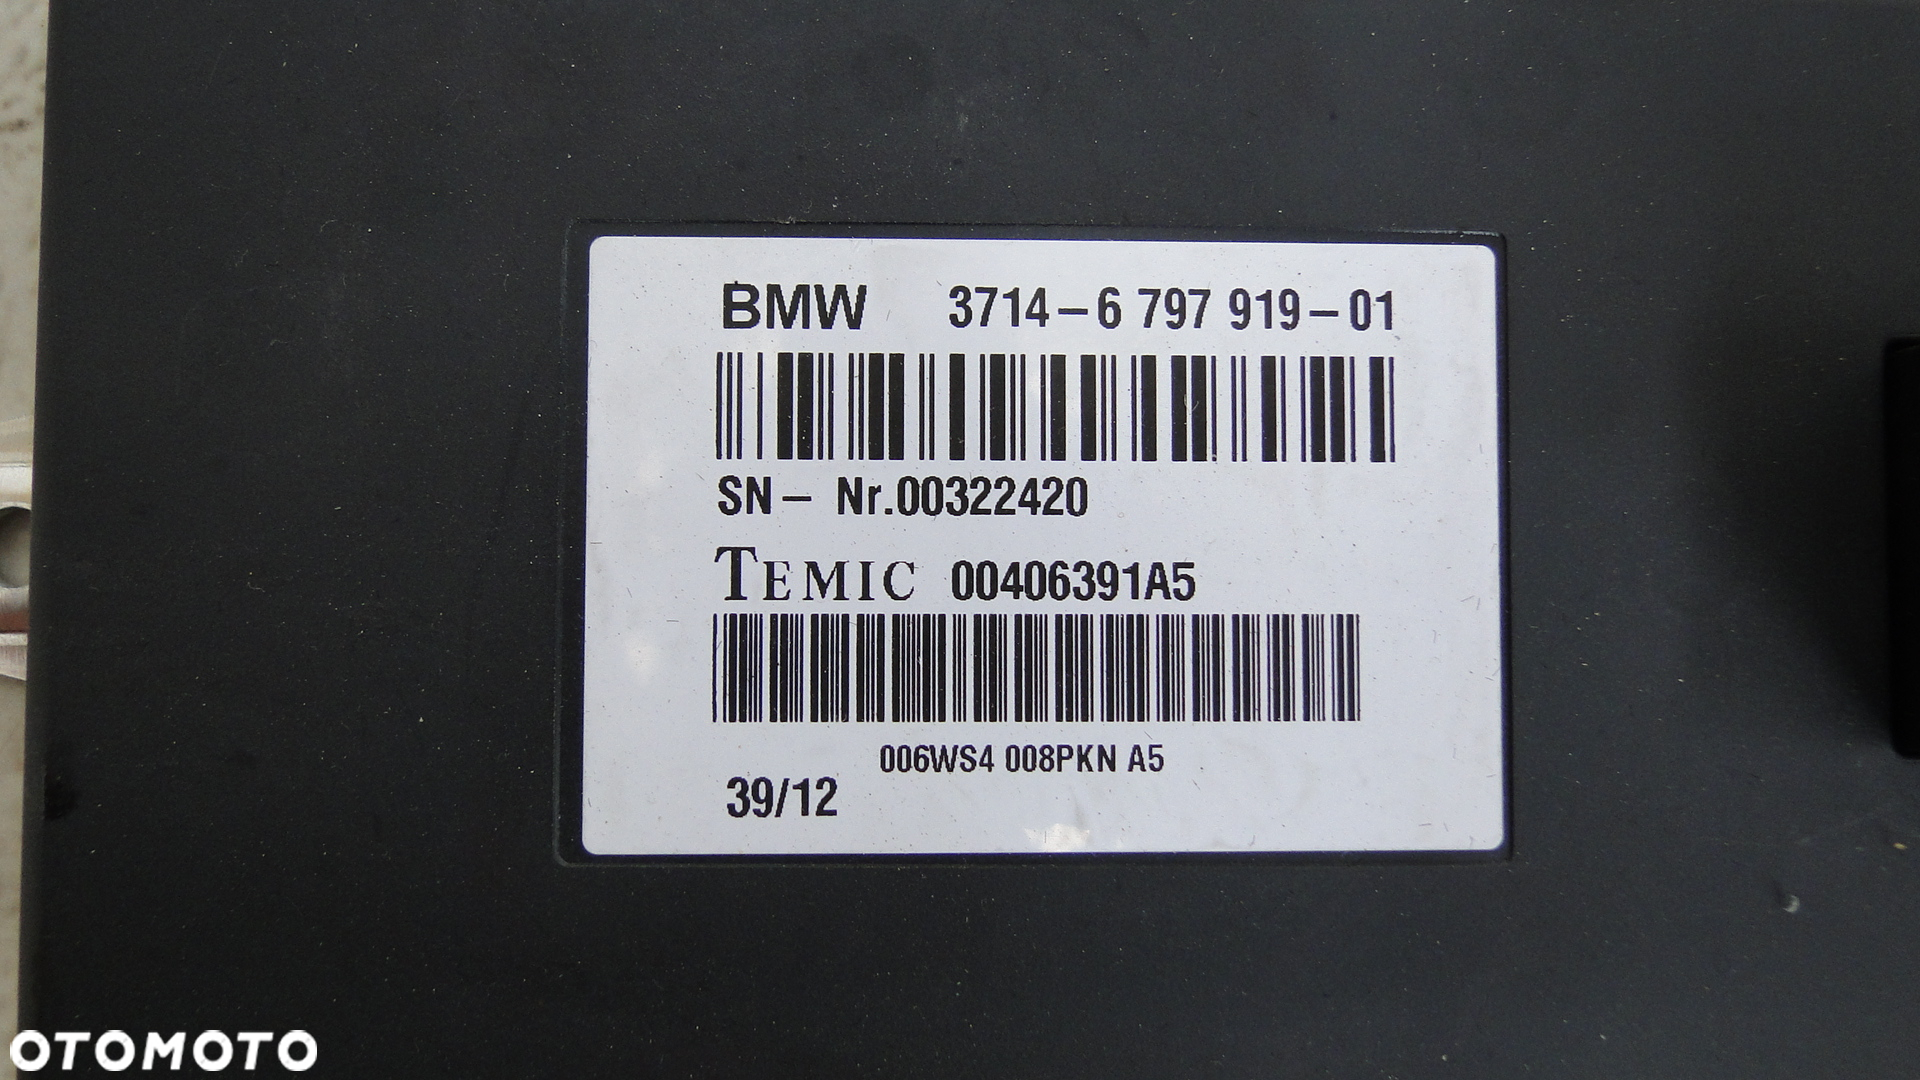 BMW 3714-6 797 919-01
SN- Nr.00322420
TEMIC 00406391A5
006WS4 008PKN A5
39/12
OTOMOTO